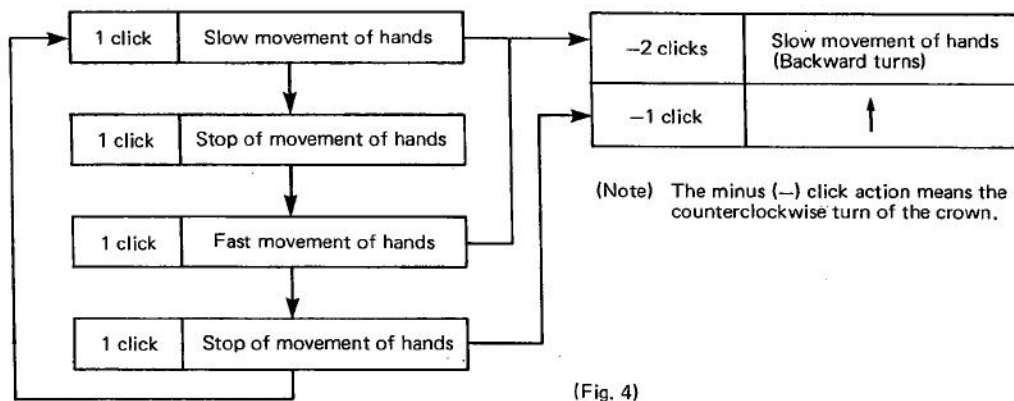 1 click Slow movement of hands
1 click Stop of movement of hands
1 click Fast movement of hands
1 click Stop of movement of hands
−2 clicks Slow movement of hands
(Backward turns)
−1 click
(Note) The minus (−) click action means the
counterclockwise turn of the crown.
(Fig. 4)